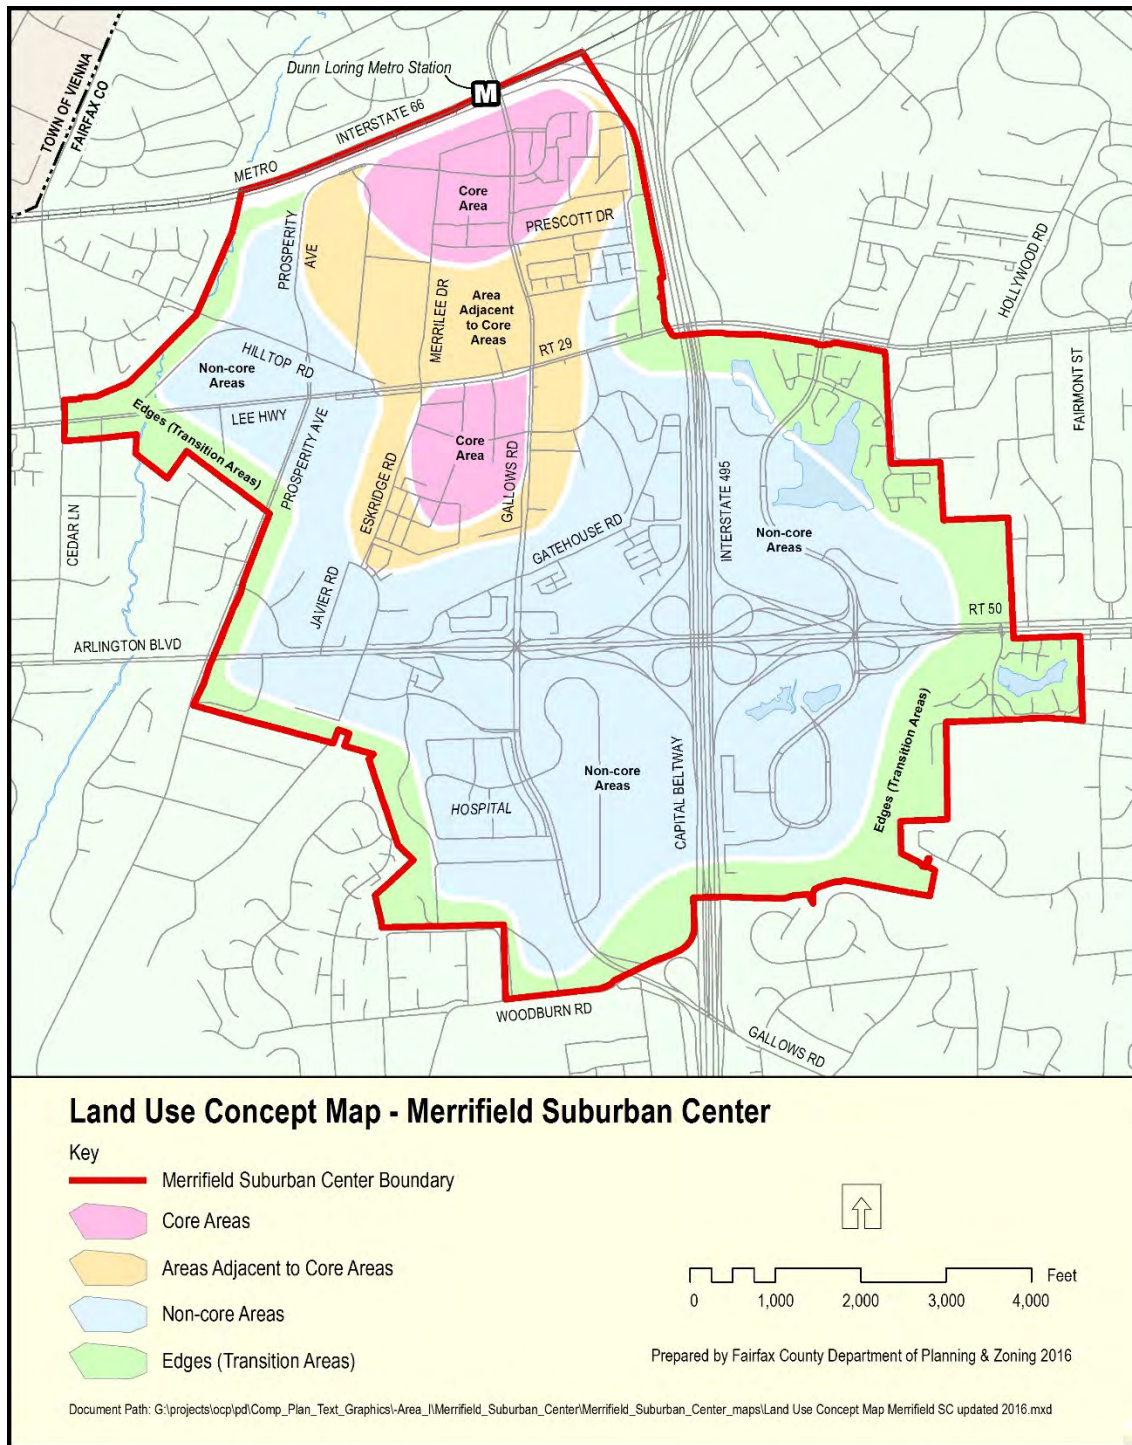 TOWN OF VIENNA
FAIRFAX CO
Dunn Loring Metro Station
M
INTERSTATE 66
METRO
Core
Area
PROSPERITY
AVE
PRESCOTT DR
HOLLYWOOD RD
MERRILEE DR
Area
Adjacent
to Core
Areas
RT 29
HILLTOP RD
Non-core
Areas
LEE HWY
Edges (Transition Areas)
PROSPERITY AVE
FAIRMONT ST
Core
Area
ESKRIDGE RD
GALLOWS RD
CEDAR LN
INTERSTATE 495
GATEHOUSE RD
Non-core
Areas
JAVIER RD
RT 50
ARLINGTON BLVD
Edges (Transition Areas)
CAPITAL BELTWAY
Non-core
Areas
HOSPITAL
WOODBURN RD
GALLOWS RD
Land Use Concept Map - Merrifield Suburban Center
Key
Merrifield Suburban Center Boundary
Core Areas
Areas Adjacent to Core Areas
Non-core Areas
Edges (Transition Areas)
Feet
0 1,000 2,000 3,000 4,000
Prepared by Fairfax County Department of Planning & Zoning 2016
Document Path: G:\projects\ocp\pd\Comp_Plan_Text_Graphics\-Area_I\Merrifield_Suburban_Center\Merrifield_Suburban_Center_maps\Land Use Concept Map Merrifield SC updated 2016.mxd